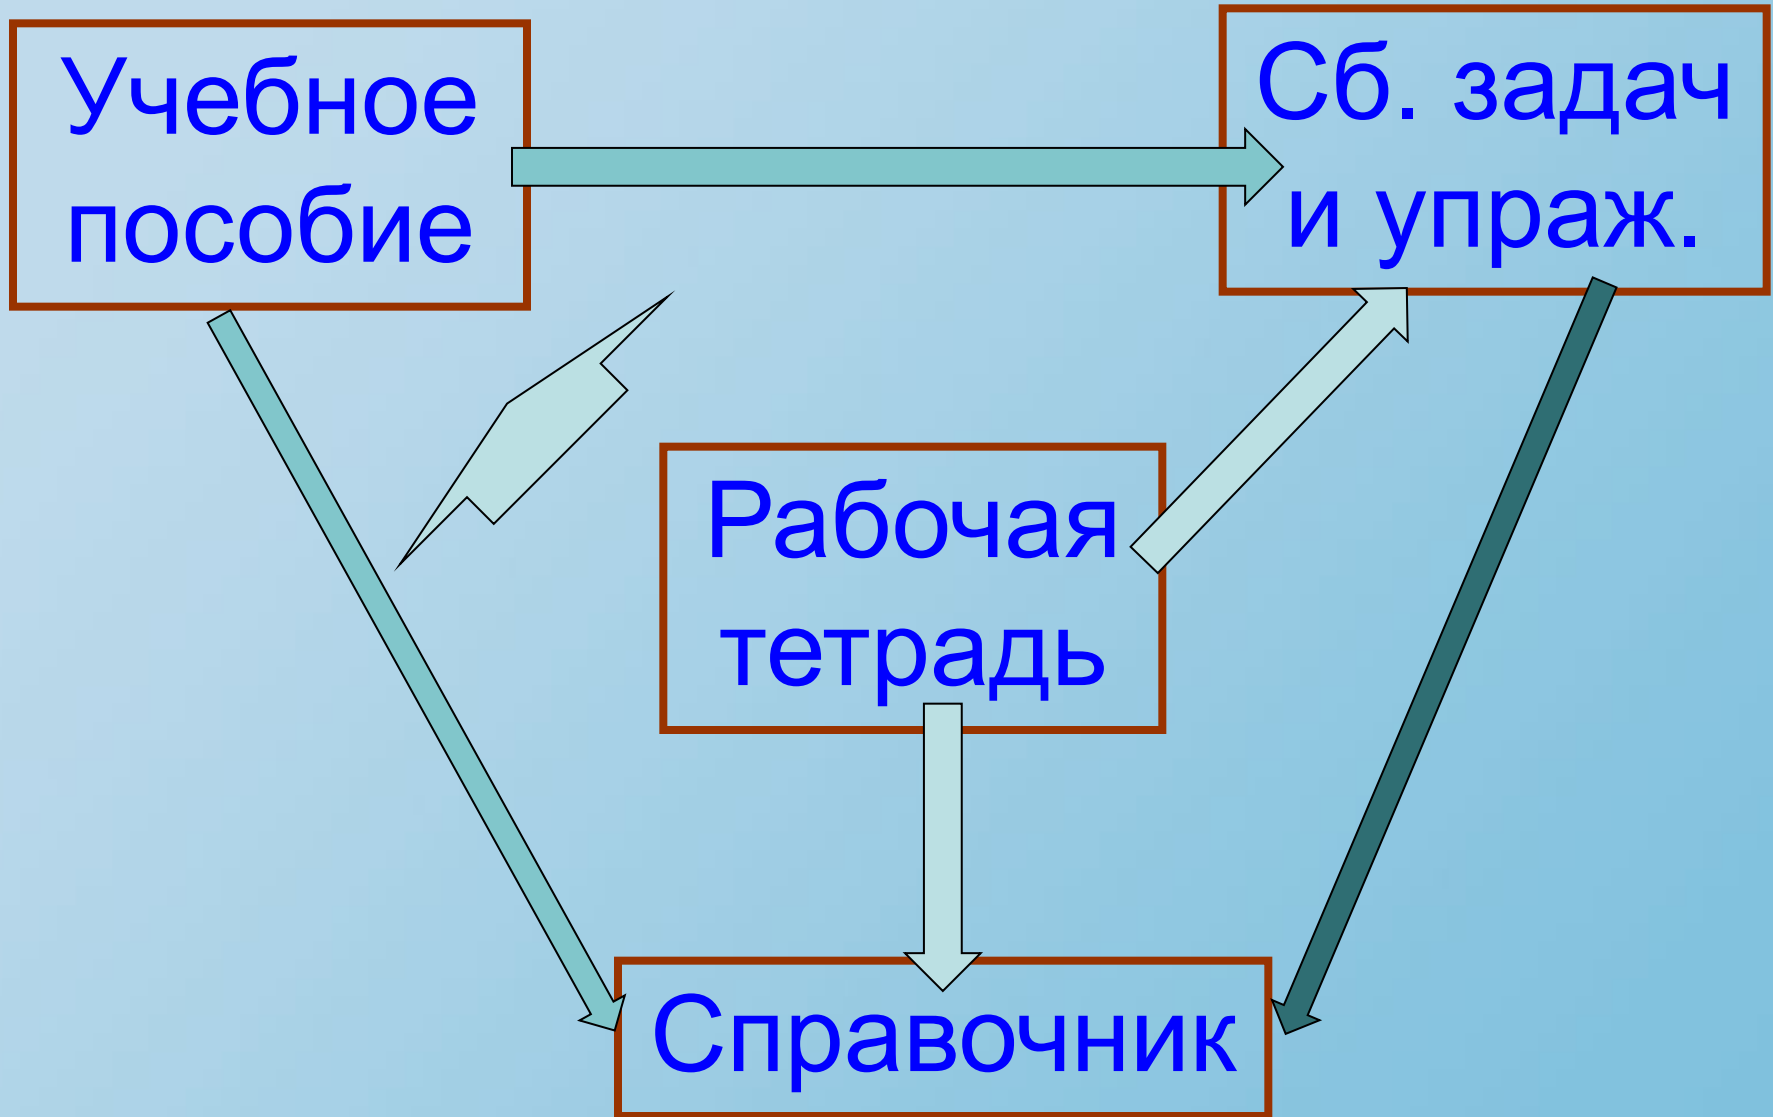 Учебное
пособие
Сб. задач
и упраж.
Рабочая
тетрадь
Справочник